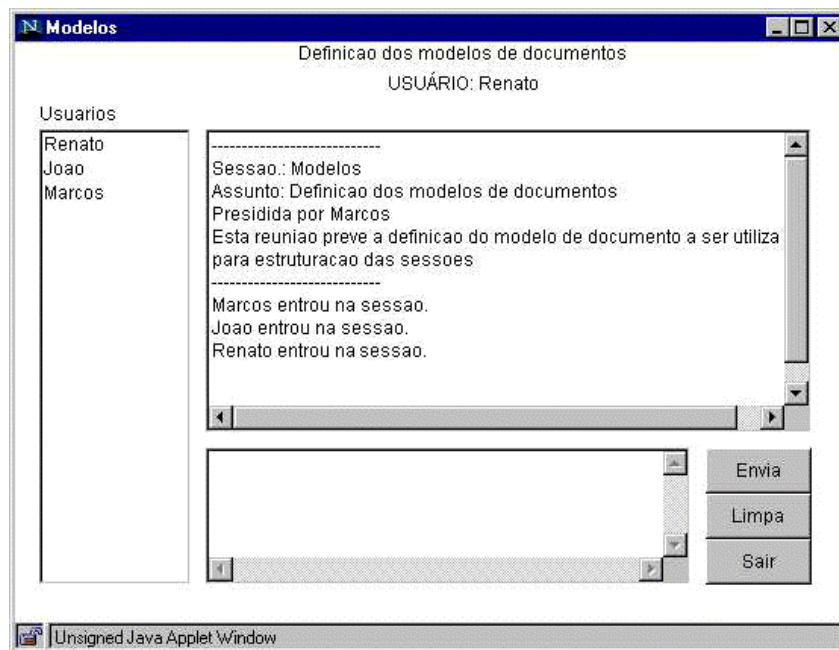 Modelos
Definicao dos modelos de documentos
USUÁRIO: Renato
Usuarios
Renato
Joao
Marcos
----------------------------
Sessao.: Modelos
Assunto: Definicao dos modelos de documentos
Presidida por Marcos
Esta reuniao preve a definicao do modelo de documento a ser utiliza
para estruturacao das sessoes
----------------------------
Marcos entrou na sessao.
Joao entrou na sessao.
Renato entrou na sessao.
Envia
Limpa
Sair
Unsigned Java Applet Window